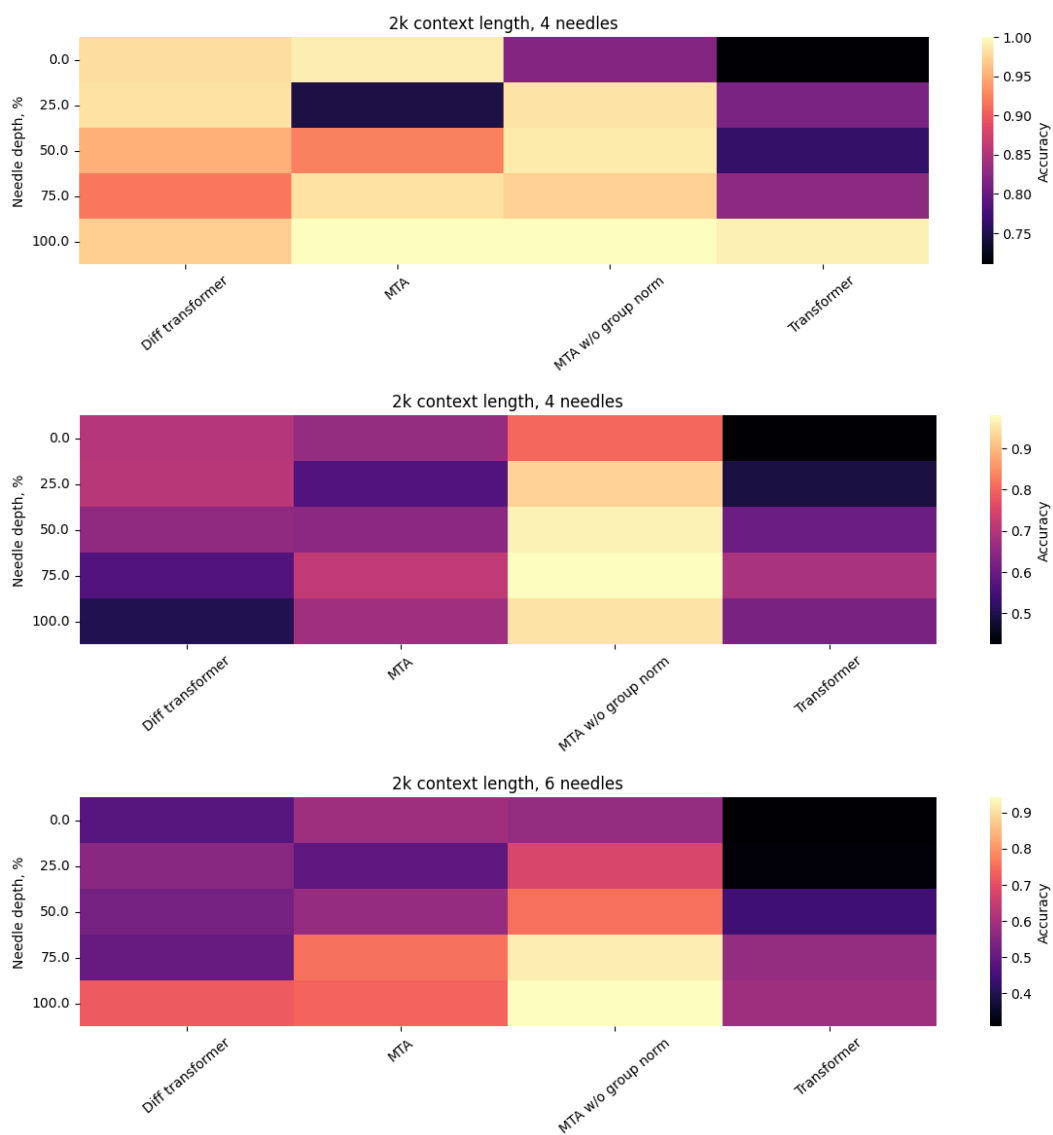 2k context length, 4 needles
Needle depth, %
0.0
25.0
50.0
75.0
100.0
Diff transformer
MTA
MTA w/o group norm
Transformer
1.00
0.95
0.90
0.85
0.80
0.75
Accuracy
2k context length, 4 needles
Needle depth, %
0.0
25.0
50.0
75.0
100.0
Diff transformer
MTA
MTA w/o group norm
Transformer
0.9
0.8
0.7
0.6
0.5
Accuracy
2k context length, 6 needles
Needle depth, %
0.0
25.0
50.0
75.0
100.0
Diff transformer
MTA
MTA w/o group norm
Transformer
0.9
0.8
0.7
0.6
0.5
0.4
Accuracy